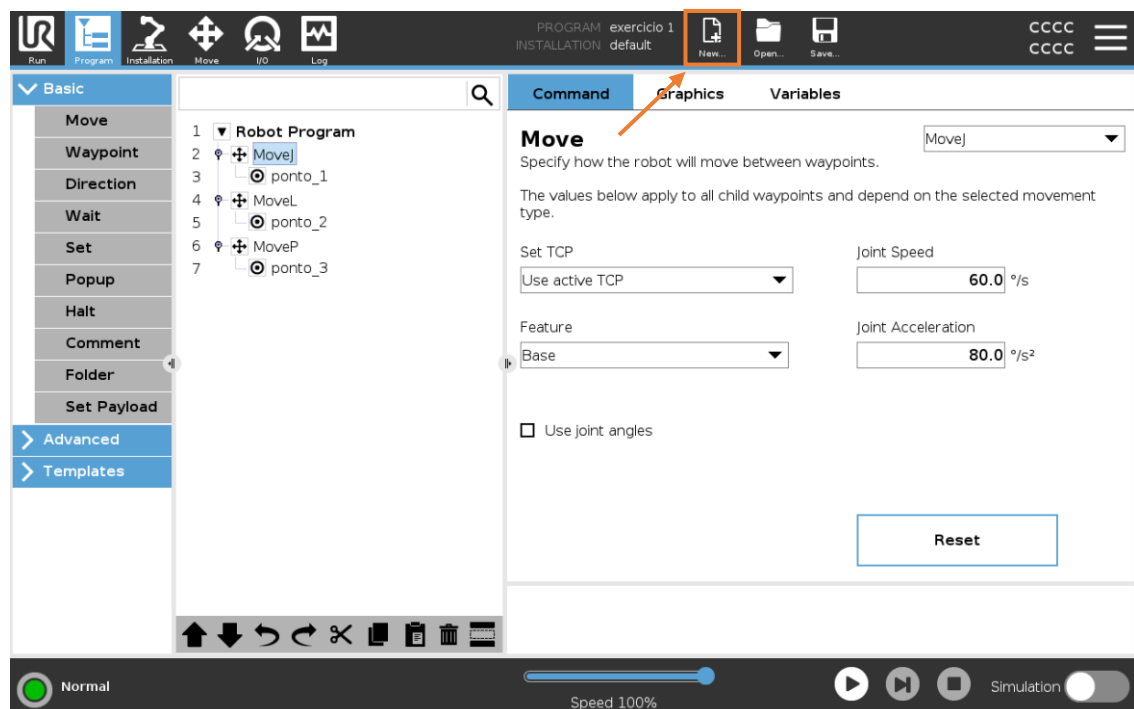 UR
PROGRAM exercicio 1
INSTALLATION default
CCCC
CCCC
Run Program Installation Move I/O Log New... Open... Save...
Basic
Move
Waypoint
Direction
Wait
Set
Popup
Halt
Comment
Folder
Set Payload
Advanced
Templates
1 Robot Program
2 MoveJ
3 ponto_1
4 MoveL
5 ponto_2
6 MoveP
7 ponto_3
Command Graphics Variables
Move MoveJ
Specify how the robot will move between waypoints.
The values below apply to all child waypoints and depend on the selected movement
type.
Set TCP Joint Speed
Use active TCP 60.0 °/s
Feature Joint Acceleration
Base 80.0 °/s²
Use joint angles
Reset
Normal
Speed 100%
Simulation